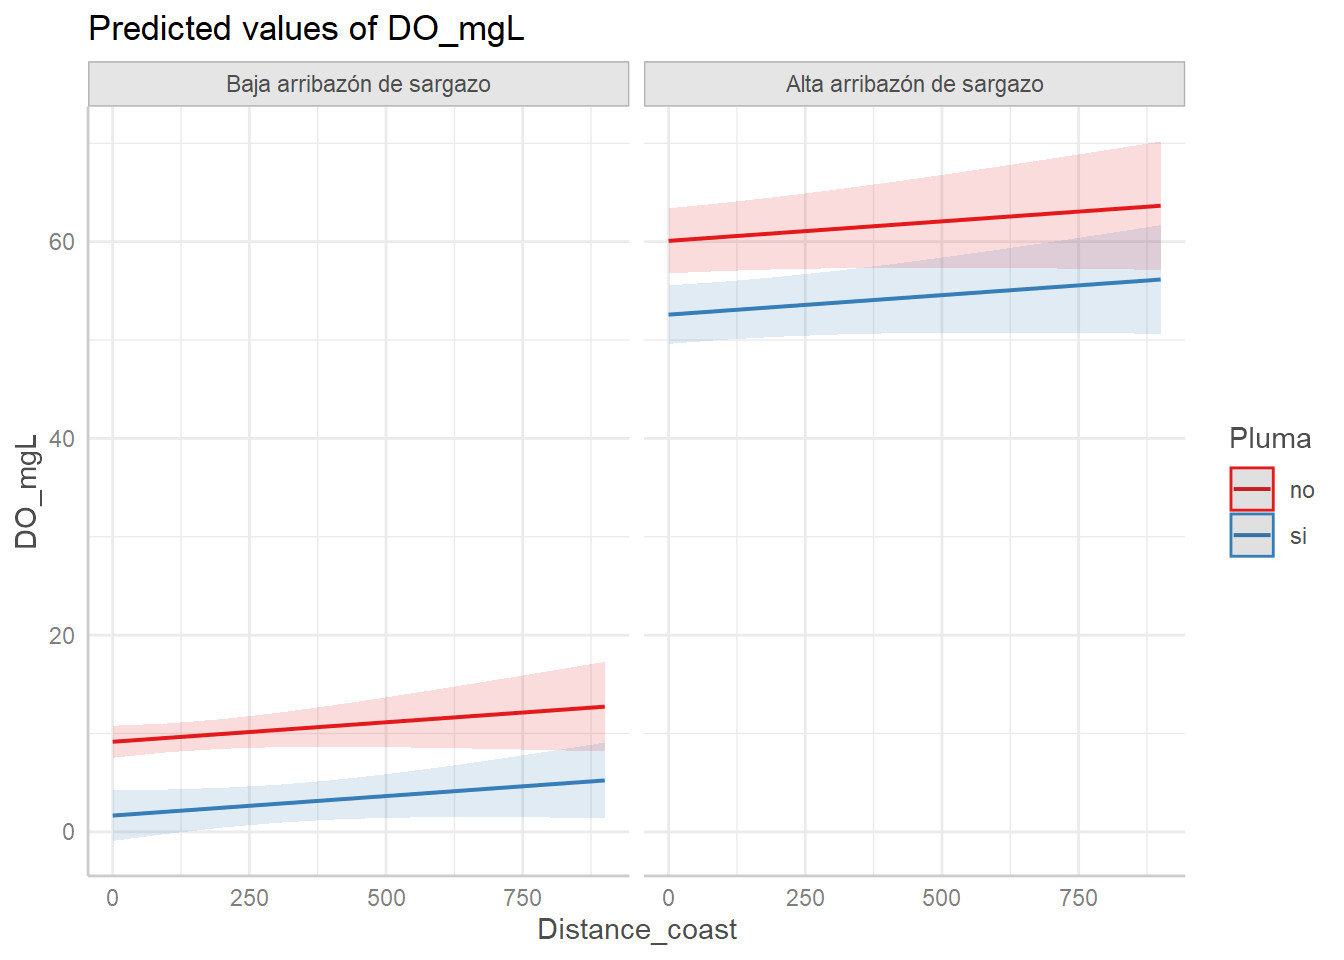 Predicted values of DO_mgL
Baja arribazón de sargazo
Alta arribazón de sargazo
60
40
20
0
DO_mgL
0 250 500 750
0 250 500 750
Distance_coast
Pluma
no
si